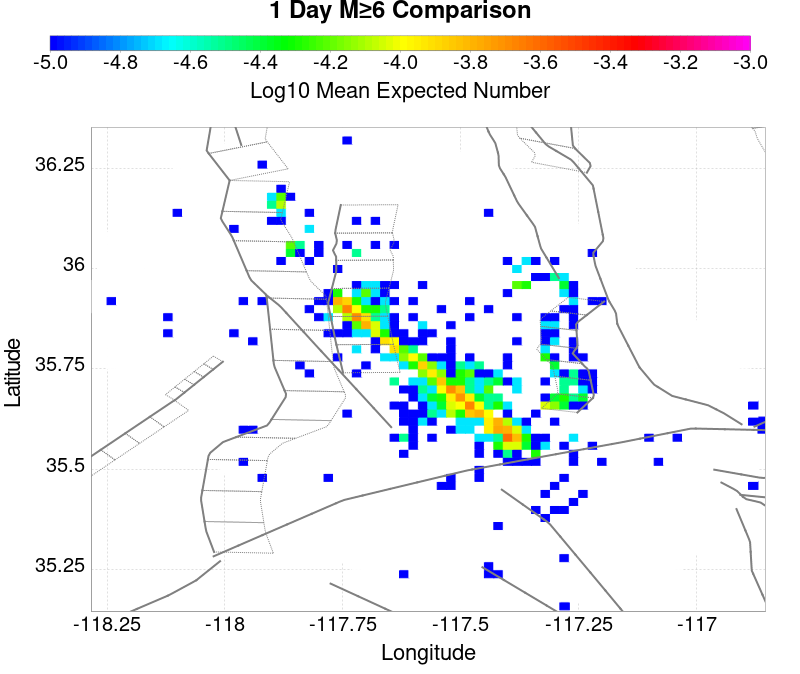 1 Day M≥6 Comparison
-5.0 -4.8 -4.6 -4.4 -4.2 -4.0 -3.8 -3.6 -3.4 -3.2 -3.0
Log10 Mean Expected Number
36.25
36
35.75
35.5
35.25
Latitude
-118.25 -118 -117.75 -117.5 -117.25 -117
Longitude